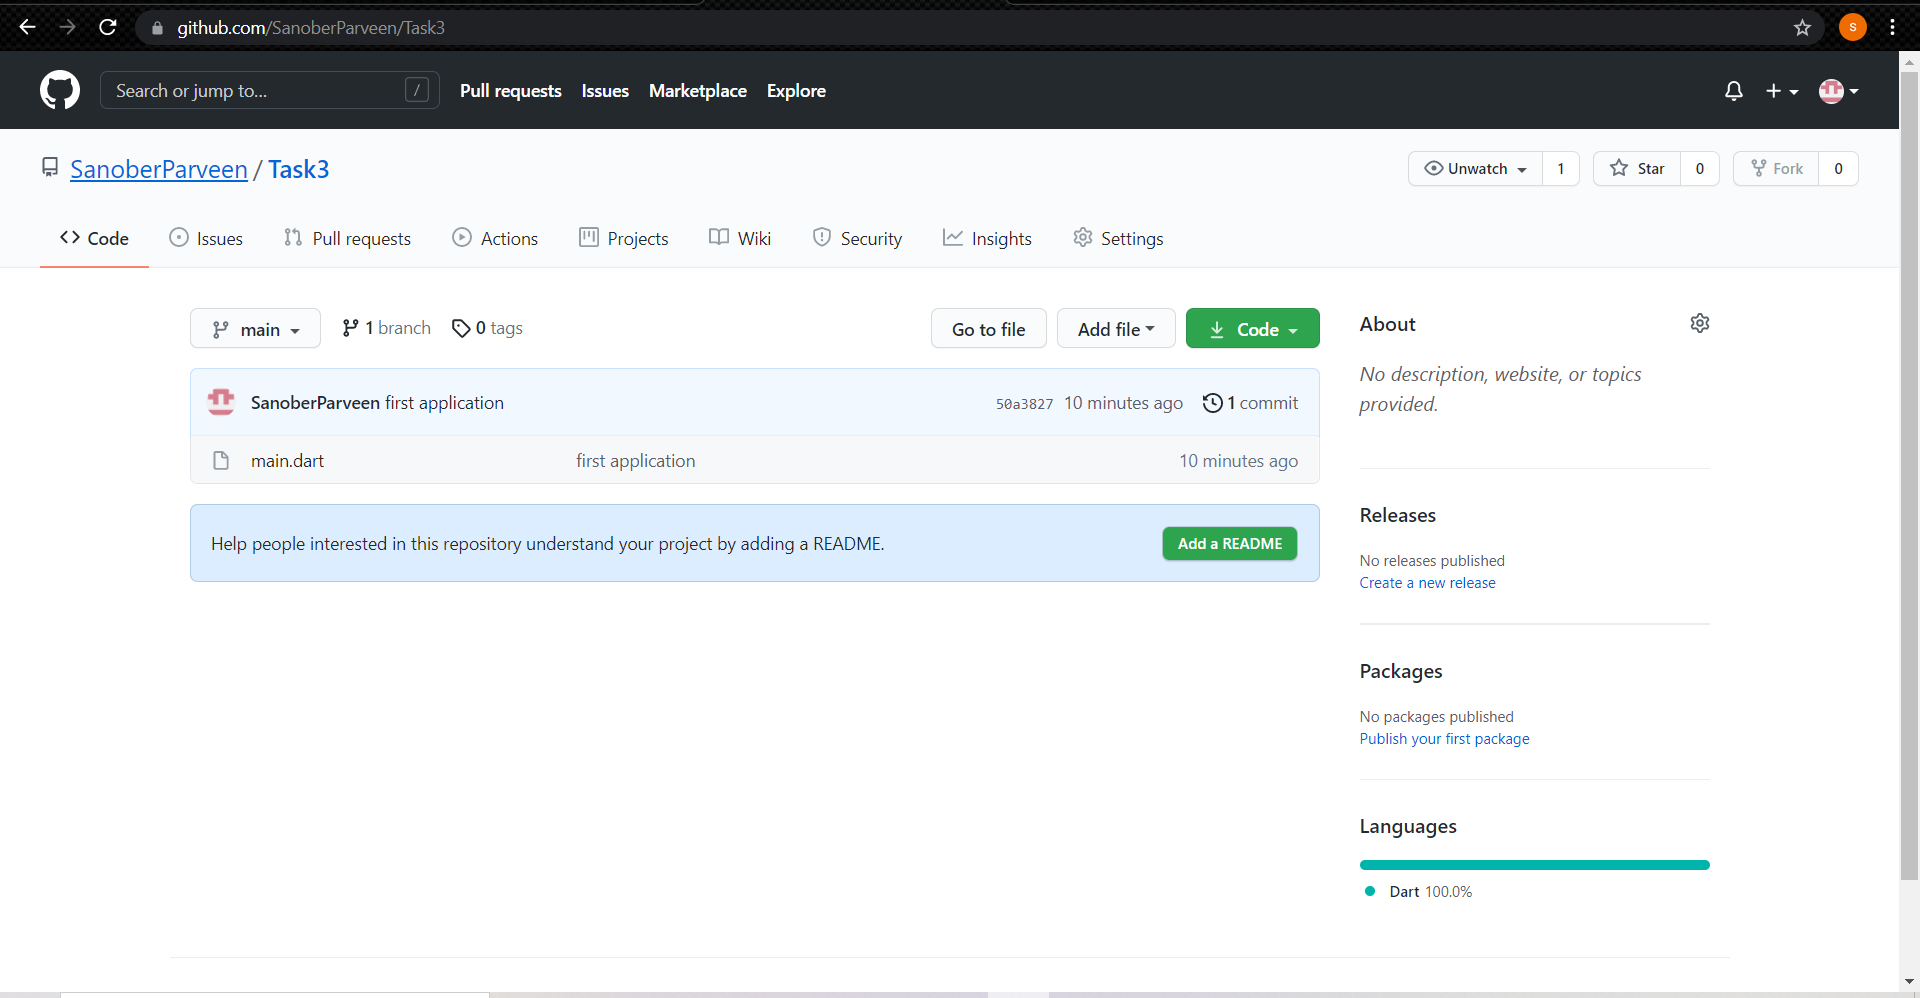 github.com/SanoberParveen/Task3
S
Search or jump to... /
Pull requests Issues Marketplace Explore
SanoberParveen / Task3
Unwatch 1 Star 0 Fork 0
Code Issues Pull requests Actions Projects Wiki Security Insights Settings
main 1 branch 0 tags Go to file Add file Code
SanoberParveen first application 50a3827 10 minutes ago 1 commit
main.dart first application 10 minutes ago
Help people interested in this repository understand your project by adding a README. Add a README
About
No description, website, or topics
provided.
Releases
No releases published
Create a new release
Packages
No packages published
Publish your first package
Languages
Dart 100.0%